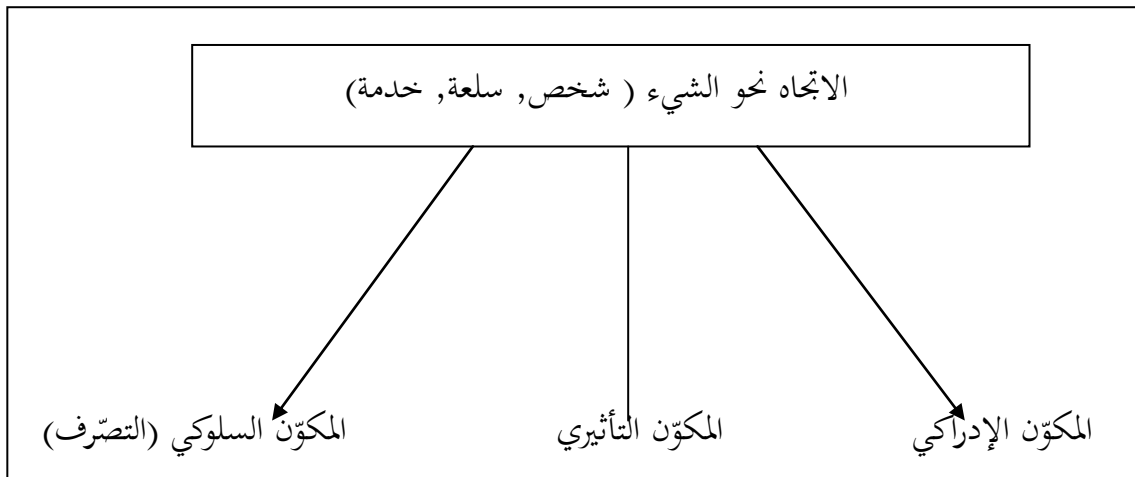 الاتجاه نحو الشيء ( شخص, سلعة, خدمة)
المكوّن الإدراكي المكوّن التأثيري المكوّن السلوكي (التصّرف)